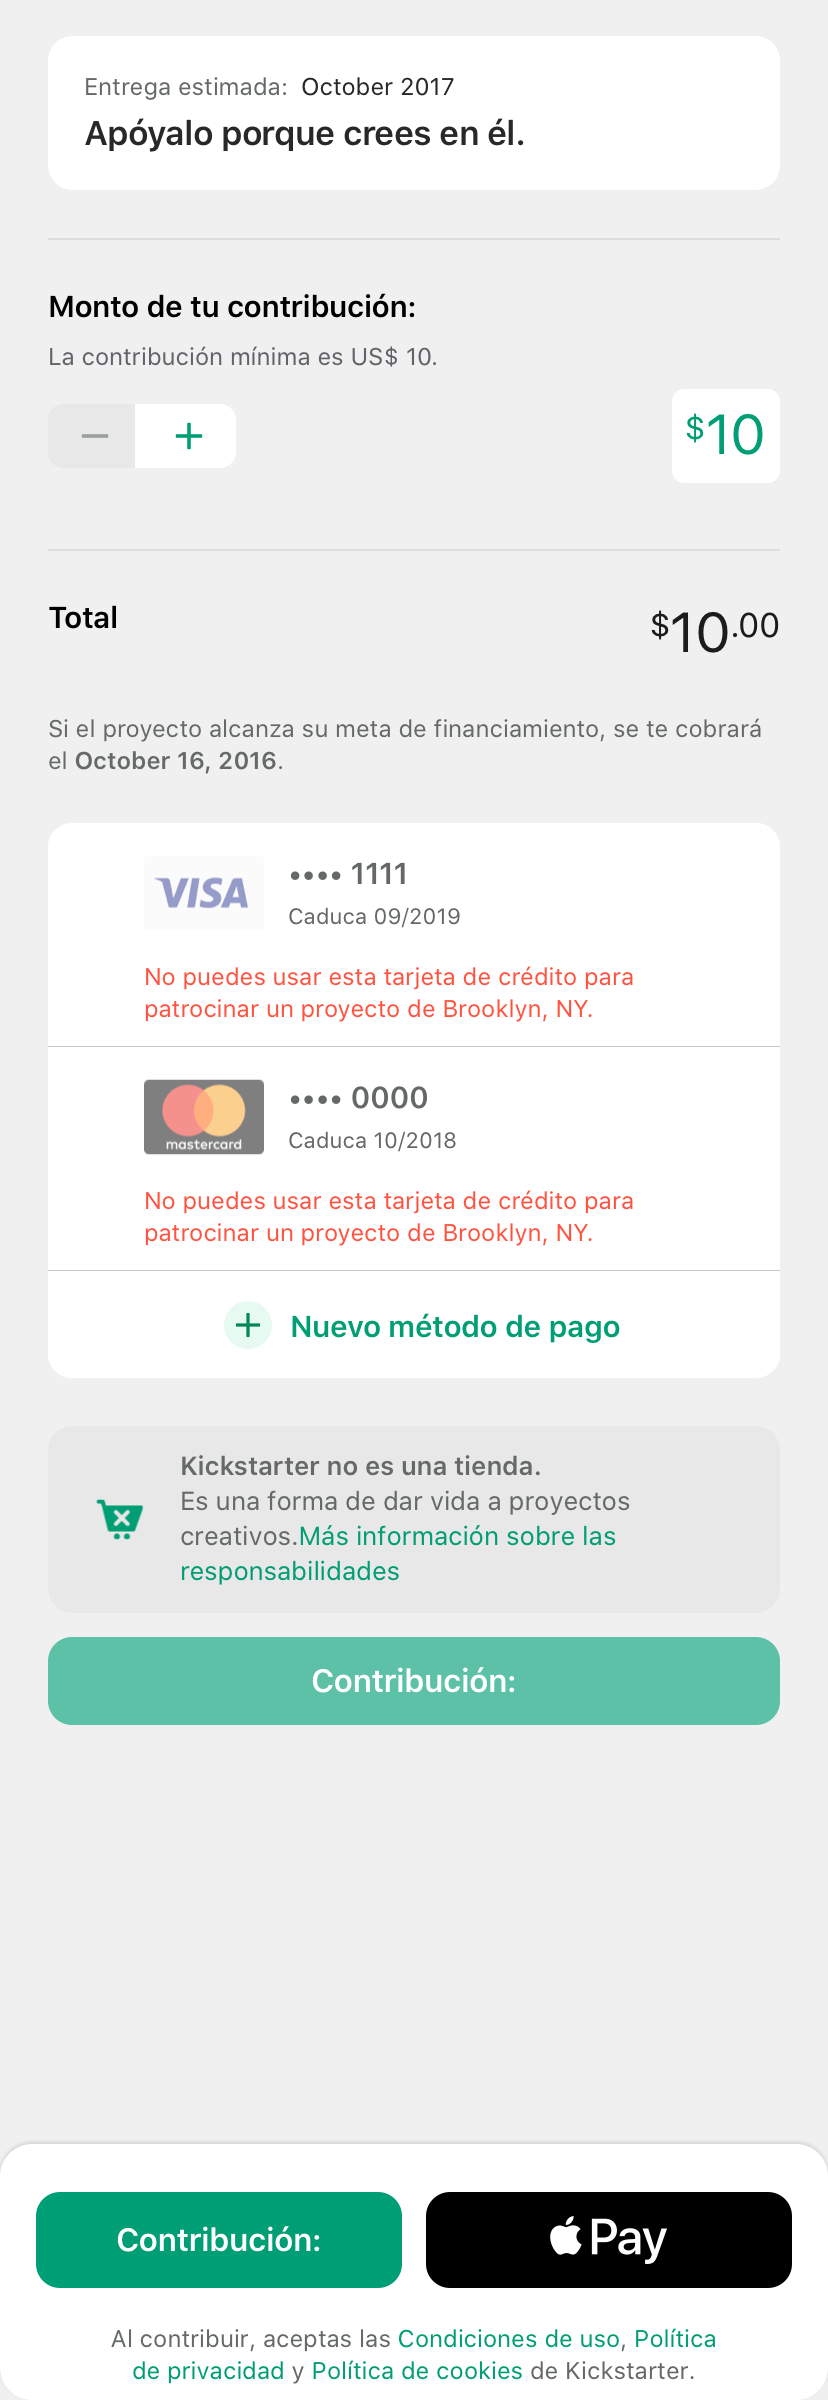 Entrega estimada: October 2017
Apóyalo porque crees en él.
Monto de tu contribución:
La contribución mínima es US$ 10.
$10
Total
$10.00
Si el proyecto alcanza su meta de financiamiento, se te cobrará
el October 16, 2016.
VISA
•••• 1111
Caduca 09/2019
No puedes usar esta tarjeta de crédito para
patrocinar un proyecto de Brooklyn, NY.
mastercard
•••• 0000
Caduca 10/2018
No puedes usar esta tarjeta de crédito para
patrocinar un proyecto de Brooklyn, NY.
Nuevo método de pago
Kickstarter no es una tienda.
Es una forma de dar vida a proyectos
creativos.Más información sobre las
responsabilidades
Contribución:
Contribución:
Pay
Al contribuir, aceptas las Condiciones de uso, Política
de privacidad y Política de cookies de Kickstarter.